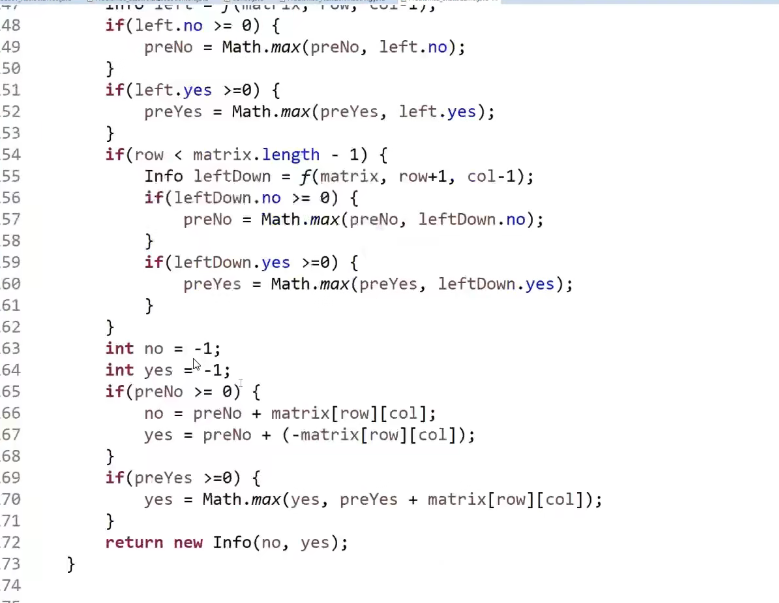 47 Info left = f(matrix, row, col-1);
48 if(left.no >= 0) {
49 preNo = Math.max(preNo, left.no);
50 }
51 if(left.yes >=0) {
52 preYes = Math.max(preYes, left.yes);
53 }
54 if(row < matrix.length - 1) {
55 Info leftDown = f(matrix, row+1, col-1);
56 if(leftDown.no >= 0) {
57 preNo = Math.max(preNo, leftDown.no);
58 }
59 if(leftDown.yes >=0) {
60 preYes = Math.max(preYes, leftDown.yes);
61 }
62 }
63 int no = -1;
64 int yes = -1;
65 if(preNo >= 0) {
66 no = preNo + matrix[row][col];
67 yes = preNo + (-matrix[row][col]);
68 }
69 if(preYes >=0) {
70 yes = Math.max(yes, preYes + matrix[row][col]);
71 }
72 return new Info(no, yes);
73 }
74